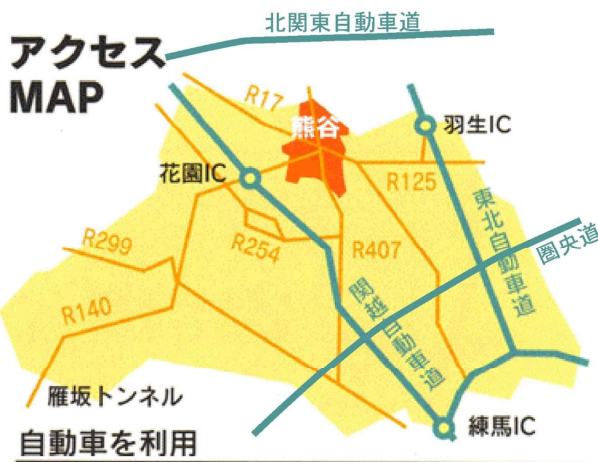 北関東自動車道
アクセス
MAP
R17
熊谷
羽生IC
花園IC
R125
東北自動車道
R299
R254
R407
圏央道
関越自動車道
R140
雁坂トンネル
練馬IC
自動車を利用